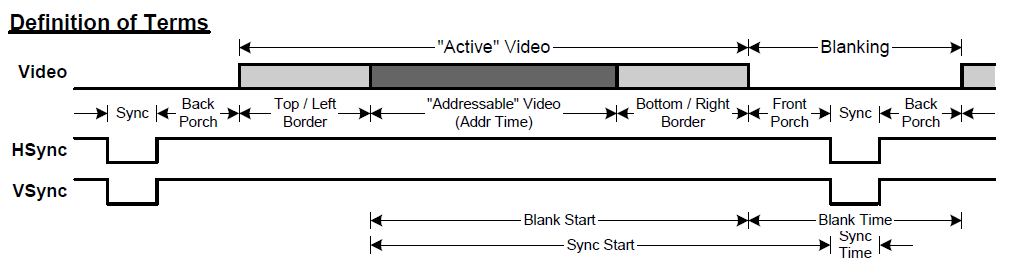 Definition of Terms
"Active" Video
Blanking
Video
Sync
Back
Porch
Top / Left
Border
"Addressable" Video
(Addr Time)
Bottom / Right
Border
Front
Porch
Sync
Back
Porch
HSync
VSync
Blank Start
Blank Time
Sync Start
Sync
Time